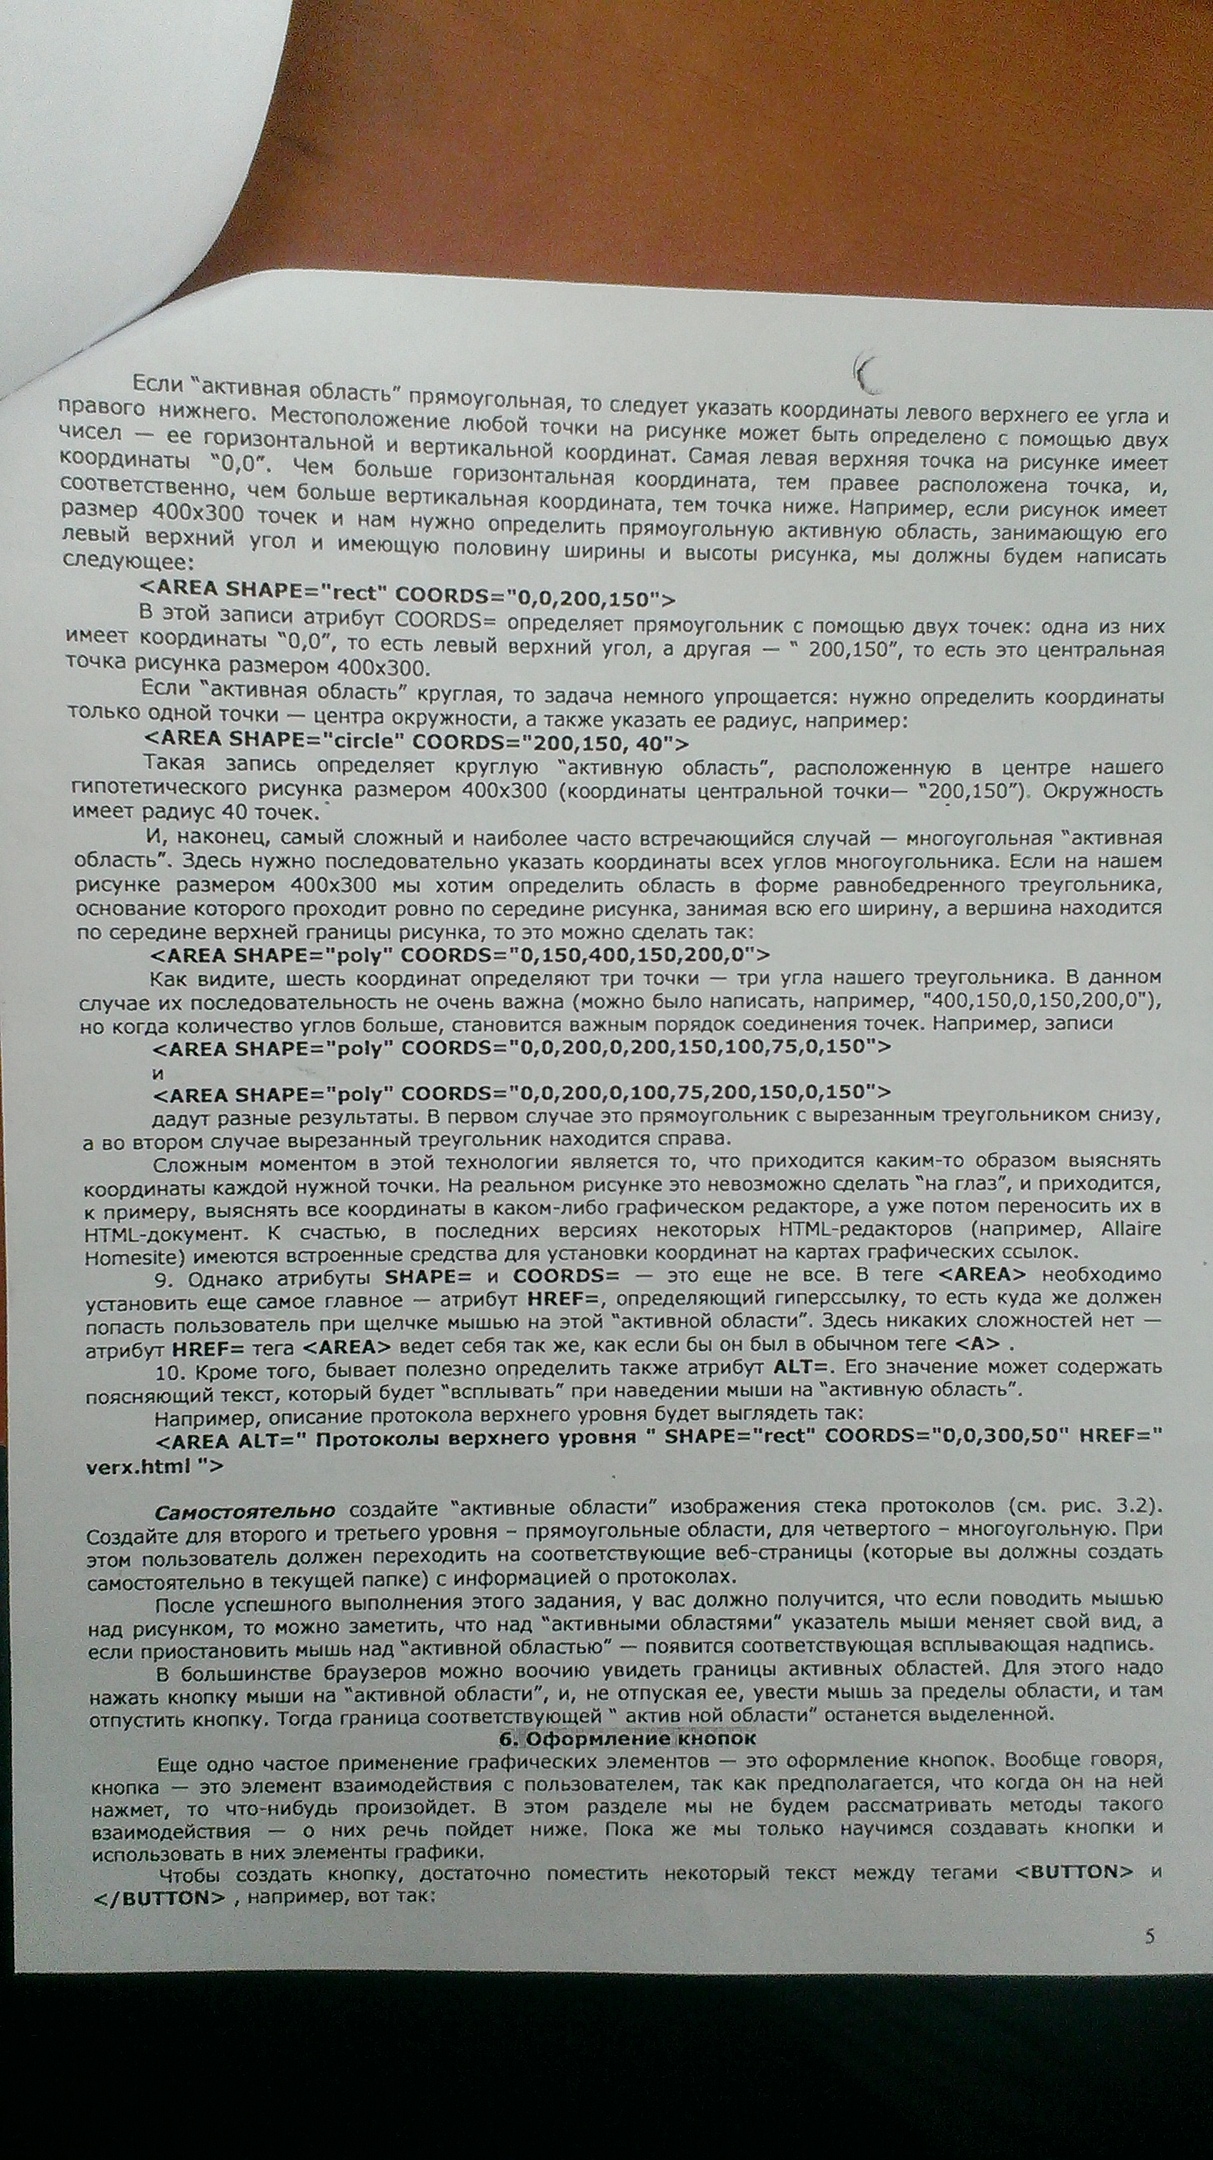 Если “активная область” прямоугольная, то следует указать координаты левого верхнего ее угла и
правого нижнего. Местоположение любой точки на рисунке может быть определено с помощью двух
чисел — ее горизонтальной и вертикальной координат. Самая левая верхняя точка на рисунке имеет
координаты “0,0”. Чем больше горизонтальная координата, тем правее расположена точка, и,
соответственно, чем больше вертикальная координата, тем точка ниже. Например, если рисунок имеет
размер 400х300 точек и нам нужно определить прямоугольную активную область, занимающую его
левый верхний угол и имеющую половину ширины и высоты рисунка, мы должны будем написать
следующее:
<AREA SHAPE="rect" COORDS="0,0,200,150">
В этой записи атрибут COORDS= определяет прямоугольник с помощью двух точек: одна из них
имеет координаты “0,0”, то есть левый верхний угол, а другая — “ 200,150”, то есть это центральная
точка рисунка размером 400х300.
Если “активная область” круглая, то задача немного упрощается: нужно определить координаты
только одной точки — центра окружности, а также указать ее радиус, например:
<AREA SHAPE="circle" COORDS="200,150, 40">
Такая запись определяет круглую “активную область”, расположенную в центре нашего
гипотетического рисунка размером 400х300 (координаты центральной точки— “200,150”). Окружность
имеет радиус 40 точек.
И, наконец, самый сложный и наиболее часто встречающийся случай — многоугольная “активная
область”. Здесь нужно последовательно указать координаты всех углов многоугольника. Если на нашем
рисунке размером 400х300 мы хотим определить область в форме равнобедренного треугольника,
основание которого проходит ровно по середине рисунка, занимая всю его ширину, а вершина находится
по середине верхней границы рисунка, то это можно сделать так:
<AREA SHAPE="poly" COORDS="0,150,400,150,200,0">
Как видите, шесть координат определяют три точки — три угла нашего треугольника. В данном
случае их последовательность не очень важна (можно было написать, например, "400,150,0,150,200,0"),
но когда количество углов больше, становится важным порядок соединения точек. Например, записи
<AREA SHAPE="poly" COORDS="0,0,200,0,200,150,100,75,0,150">
и
<AREA SHAPE="poly" COORDS="0,0,200,0,100,75,200,150,0,150">
дадут разные результаты. В первом случае это прямоугольник с вырезанным треугольником снизу,
а во втором случае вырезанный треугольник находится справа.
Сложным моментом в этой технологии является то, что приходится каким-то образом выяснять
координаты каждой нужной точки. На реальном рисунке это невозможно сделать “на глаз”, и приходится,
к примеру, выяснять все координаты в каком-либо графическом редакторе, а уже потом переносить их в
HTML-документ. К счастью, в последних версиях некоторых HTML-редакторов (например, Allaire
Homesite) имеются встроенные средства для установки координат на картах графических ссылок.
9. Однако атрибуты SHAPE= и COORDS= — это еще не все. В теге <AREA> необходимо
установить еще самое главное — атрибут HREF=, определяющий гиперссылку, то есть куда же должен
попасть пользователь при щелчке мышью на этой “активной области”. Здесь никаких сложностей нет —
атрибут HREF= тега <AREA> ведет себя так же, как если бы он был в обычном теге <A> .
10. Кроме того, бывает полезно определить также атрибут ALT=. Его значение может содержать
поясняющий текст, который будет “всплывать” при наведении мыши на “активную область”.
Например, описание протокола верхнего уровня будет выглядеть так:
<AREA ALT=" Протоколы верхнего уровня " SHAPE="rect" COORDS="0,0,300,50" HREF="
verx.html ">
Самостоятельно создайте “активные области” изображения стека протоколов (см. рис. 3.2).
Создайте для второго и третьего уровня – прямоугольные области, для четвертого – многоугольную. При
этом пользователь должен переходить на соответствующие веб-страницы (которые вы должны создать
самостоятельно в текущей папке) с информацией о протоколах.
После успешного выполнения этого задания, у вас должно получится, что если поводить мышью
над рисунком, то можно заметить, что над “активными областями” указатель мыши меняет свой вид, а
если приостановить мышь над “активной областью” — появится соответствующая всплывающая надпись.
В большинстве браузеров можно воочию увидеть границы активных областей. Для этого надо
нажать кнопку мыши на “активной области”, и, не отпуская ее, увести мышь за пределы области, и там
отпустить кнопку. Тогда граница соответствующей “ актив ной области” останется выделенной.
6. Оформление кнопок
Еще одно частое применение графических элементов — это оформление кнопок. Вообще говоря,
кнопка — это элемент взаимодействия с пользователем, так как предполагается, что когда он на ней
нажмет, то что-нибудь произойдет. В этом разделе мы не будем рассматривать методы такого
взаимодействия — о них речь пойдет ниже. Пока же мы только научимся создавать кнопки и
использовать в них элементы графики.
Чтобы создать кнопку, достаточно поместить некоторый текст между тегами <BUTTON> и
</BUTTON> , например, вот так:
5